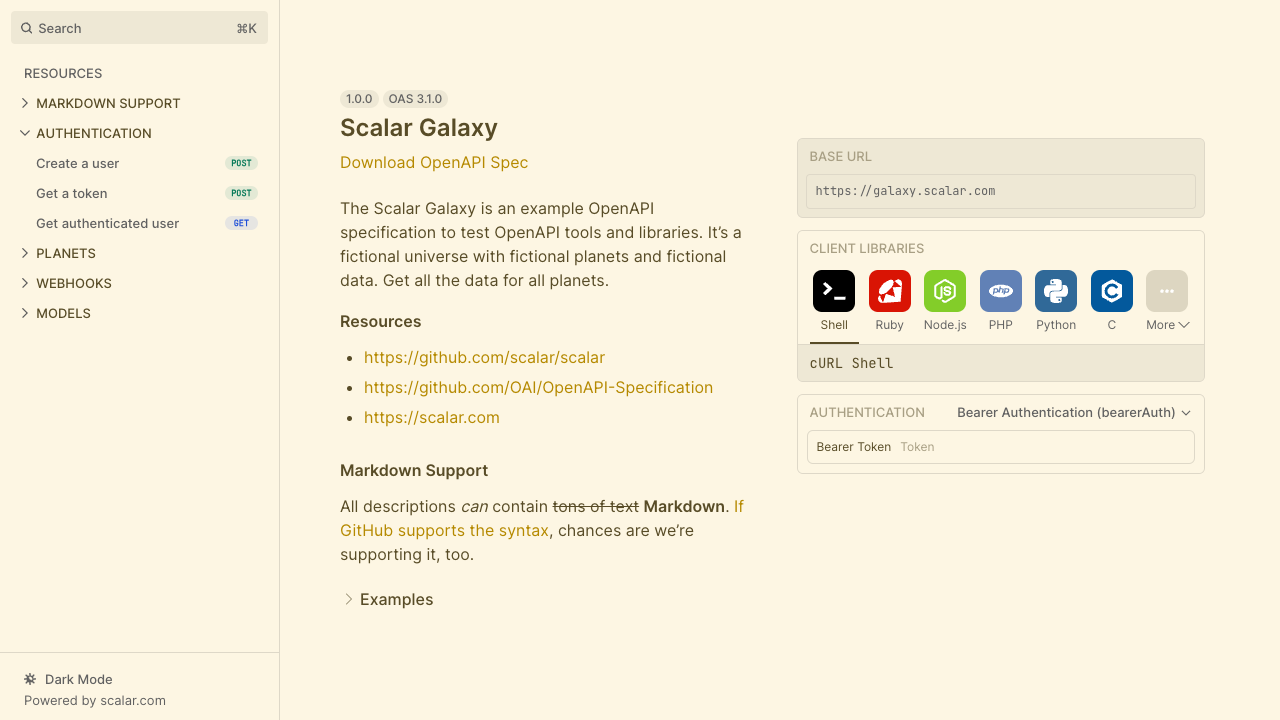 Search ⌘K
RESOURCES
MARKDOWN SUPPORT
AUTHENTICATION
Create a user POST
Get a token POST
Get authenticated user GET
PLANETS
WEBHOOKS
MODELS
Dark Mode
Powered by scalar.com
1.0.0 OAS 3.1.0
Scalar Galaxy
Download OpenAPI Spec
The Scalar Galaxy is an example OpenAPI
specification to test OpenAPI tools and libraries. It’s a
fictional universe with fictional planets and fictional
data. Get all the data for all planets.
Resources
https://github.com/scalar/scalar
https://github.com/OAI/OpenAPI-Specification
https://scalar.com
Markdown Support
All descriptions can contain tons of text Markdown. If
GitHub supports the syntax, chances are we’re
supporting it, too.
Examples
BASE URL
https://galaxy.scalar.com
CLIENT LIBRARIES
Shell Ruby Node.js PHP Python C More
cURL Shell
AUTHENTICATION Bearer Authentication (bearerAuth)
Bearer Token Token